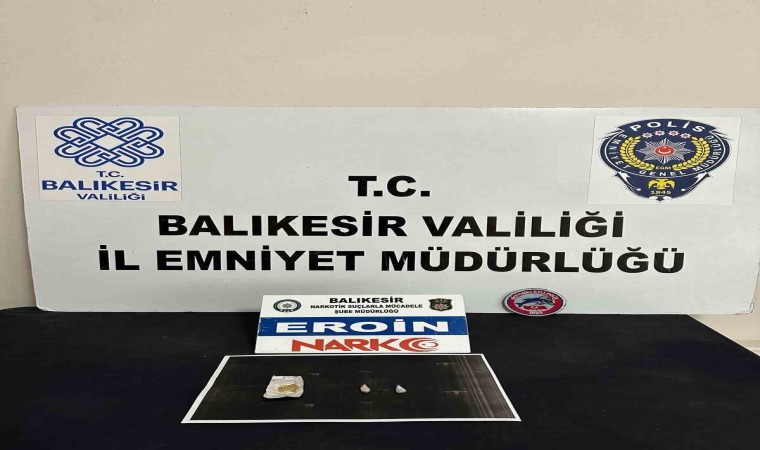 T.C.
BALIKESİR
VALİLİĞİ
POLİS
EMNİYET GENEL MÜDÜRLÜĞÜ
EGM
1845
T.C.
BALIKESİR VALİLİĞİ
İL EMNİYET MÜDÜRLÜĞÜ
BALIKESİR
NARKOTİK SUÇLARLA MÜCADELE
ŞUBE MÜDÜRLÜĞÜ
EROİN
NARKO